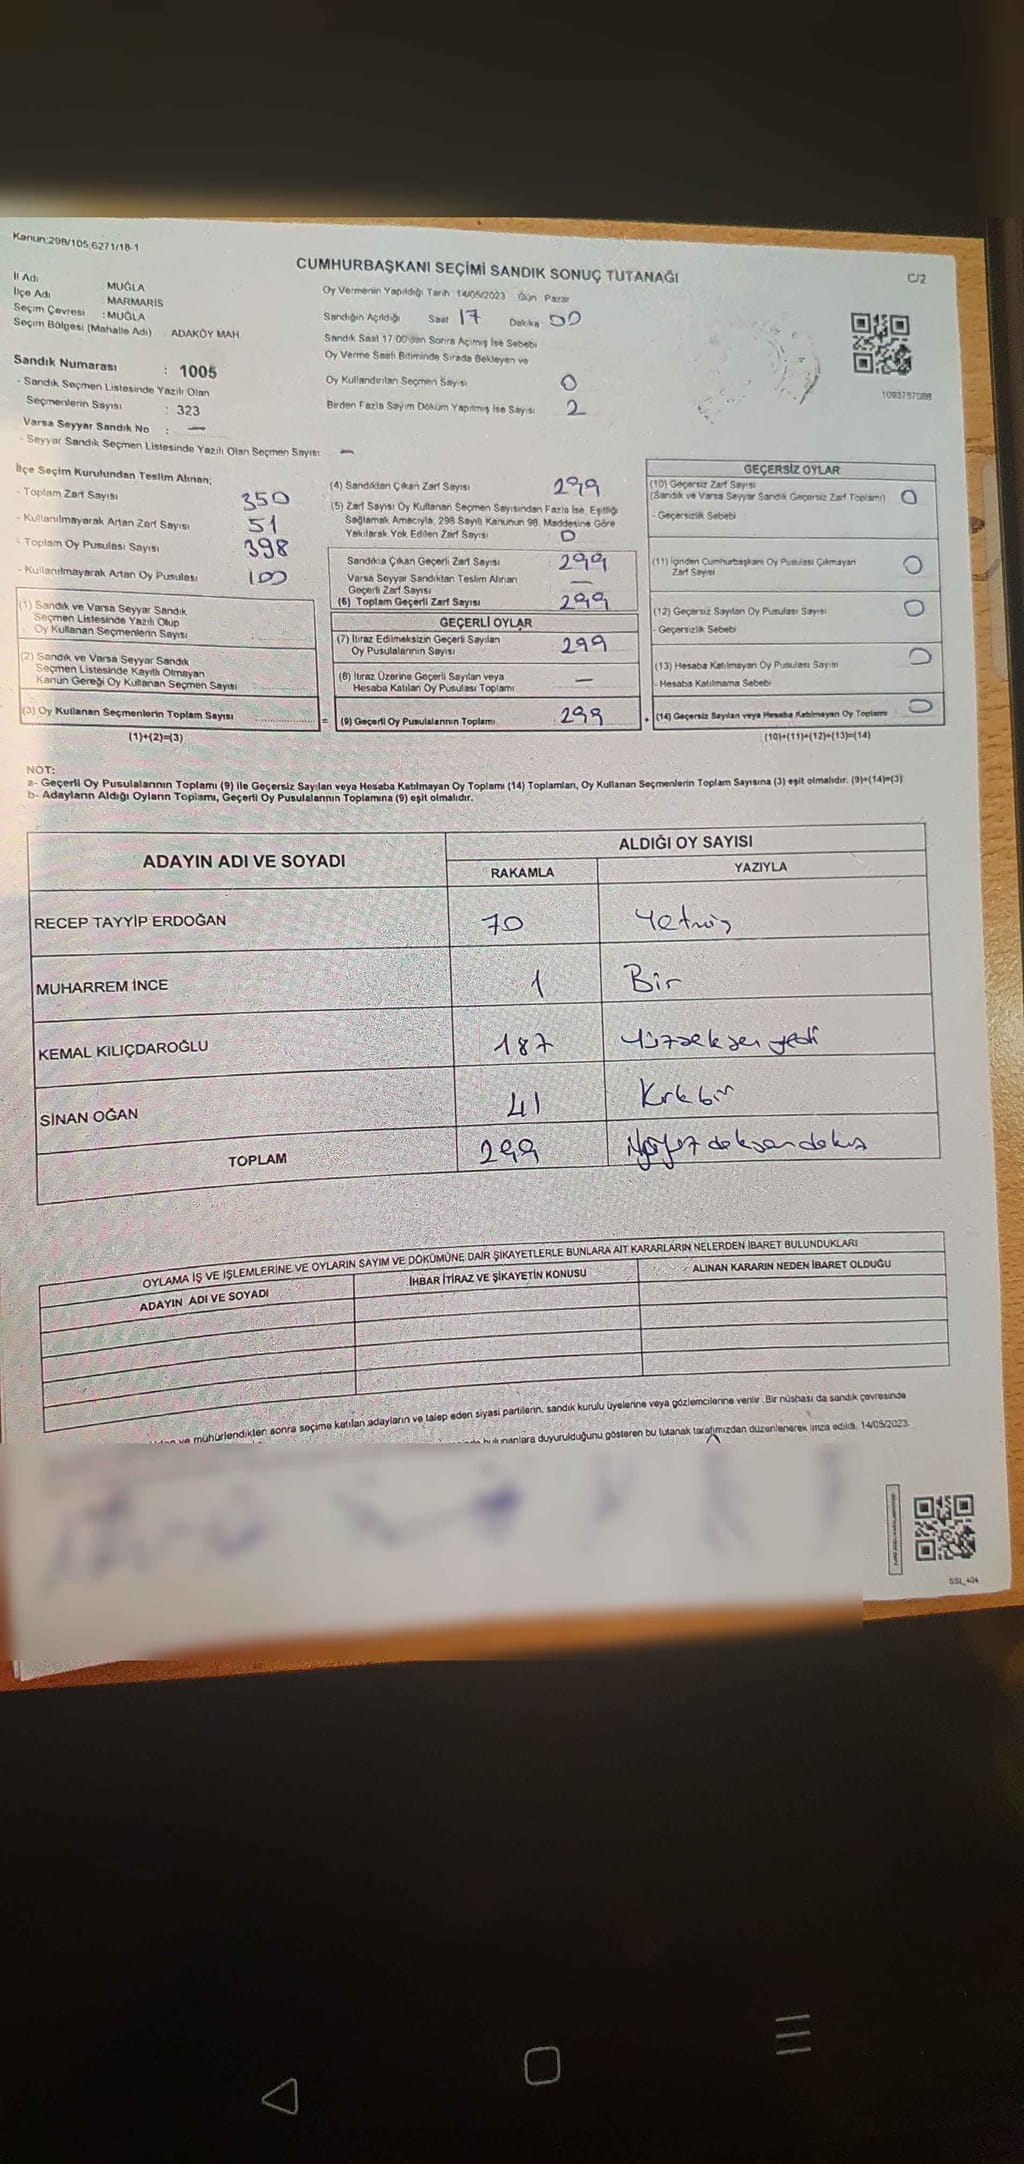 Kanun:298/105,6271/18-1
CUMHURBAŞKANI SEÇİMİ SANDIK SONUÇ TUTANAĞI
C/2
İl Adı MUĞLA
İlçe Adı MARMARİS
Seçim Çevresi : MUĞLA
Seçim Bölgesi (Mahalle Adı) ADAKÖY MAH
Oy Vermenin Yapıldığı Tarih 14/05/2023 Gün Pazar
Sandığın Açıldığı Saat 17 Dakika 00
Sandık Saat 17:00'den Sonra Açımış İse Sebebi
Oy Verme Saati Bitiminde Sırada Bekleyen ve
Oy Kullandırılan Seçmen Sayısı 0
Birden Fazla Sayım Döküm Yapılmış İse Sayısı 2
1093757088
Sandık Numarası : 1005
- Sandık Seçmen Listesinde Yazılı Olan
Seçmenlerin Sayısı : 323
Varsa Seyyar Sandık No : —
- Seyyar Sandık Seçmen Listesinde Yazılı Olan Seçmen Sayısı: —
İlçe Seçim Kurulundan Teslim Alınan;
- Toplam Zarf Sayısı 350
- Kullanılmayarak Artan Zarf Sayısı 51
- Toplam Oy Pusulası Sayısı 398
- Kullanılmayarak Artan Oy Pusulası 100
(1) Sandık ve Varsa Seyyar Sandık
Seçmen Listesinde Yazılı Olup
Oy Kullanan Seçmenlerin Sayısı
(2) Sandık ve Varsa Seyyar Sandık
Seçmen Listesinde Kayıtlı Olmayan
Kanun Gereği Oy Kullanan Seçmen Sayısı
(3) Oy Kullanan Seçmenlerin Toplam Sayısı
(1)+(2)=(3)
(4) Sandıktan Çıkan Zarf Sayısı 299
(5) Zarf Sayısı Oy Kullanan Seçmen Sayısından Fazla İse, Eşitliği
Sağlamak Amacıyla, 298 Sayılı Kanunun 98. Maddesine Göre
Yakılarak Yok Edilen Zarf Sayısı 0
Sandıkta Çıkan Geçerli Zarf Sayısı 299
Varsa Seyyar Sandıktan Teslim Alınan
Geçerli Zarf Sayısı —
(6) Toplam Geçerli Zarf Sayısı 299
GEÇERLİ OYLAR
(7) İtiraz Edilmeksizin Geçerli Sayılan
Oy Pusulalarının Sayısı 299
(8) İtiraz Üzerine Geçerli Sayılan veya
Hesaba Katılan Oy Pusulası Toplamı —
= (9) Geçerli Oy Pusulalarının Toplamı 299
GEÇERSİZ OYLAR
(10) Geçersiz Zarf Sayısı
(Sandık ve Varsa Seyyar Sandık Geçersiz Zarf Toplamı) 0
- Geçersizlik Sebebi
(11) İçinden Cumhurbaşkanı Oy Pusulası Çıkmayan
Zarf Sayısı 0
(12) Geçersiz Sayılan Oy Pusulası Sayısı 0
- Geçersizlik Sebebi
(13) Hesaba Katılmayan Oy Pusulası Sayısı 0
- Hesaba Katılmama Sebebi
+ (14) Geçersiz Sayılan veya Hesaba Katılmayan Oy Toplamı 0
(10)+(11)+(12)+(13)=(14)
NOT:
a- Geçerli Oy Pusulalarının Toplamı (9) ile Geçersiz Sayılan veya Hesaba Katılmayan Oy Toplamı (14) Toplamları, Oy Kullanan Seçmenlerin Toplam Sayısına (3) eşit olmalıdır. (9)+(14)=(3)
b- Adayların Aldığı Oyların Toplamı, Geçerli Oy Pusulalarının Toplamına (9) eşit olmalıdır.
ADAYIN ADI VE SOYADI
ALDIĞI OY SAYISI
RAKAMLA YAZIYLA
RECEP TAYYİP ERDOĞAN 70 Yetmiş
MUHARREM İNCE 1 Bir
KEMAL KILIÇDAROĞLU 187 Yüzseksen yedi
SİNAN OĞAN 41 Kırk bir
TOPLAM 299 doksan dokuz
OYLAMA İŞ VE İŞLEMLERİNE VE OYLARIN SAYIM VE DÖKÜMÜNE DAİR ŞİKAYETLERLE BUNLARA AİT KARARLARIN NELERDEN İBARET BULUNDUKLARI
ADAYIN ADI VE SOYADI İHBAR İTİRAZ VE ŞİKAYETİN KONUSU ALINAN KARARIN NEDEN İBARET OLDUĞU
ve mühürlendikten sonra seçime katılan adayların ve talep eden siyasi partilerin, sandık kurulu üyelerine veya gözlemcilerine verilir. Bir nüshası da sandık çevresinde
bulunanlara duyurulduğunu gösteren bu tutanak tarafımızdan düzenlenerek imza edildi. 14/05/2023
SSL_404